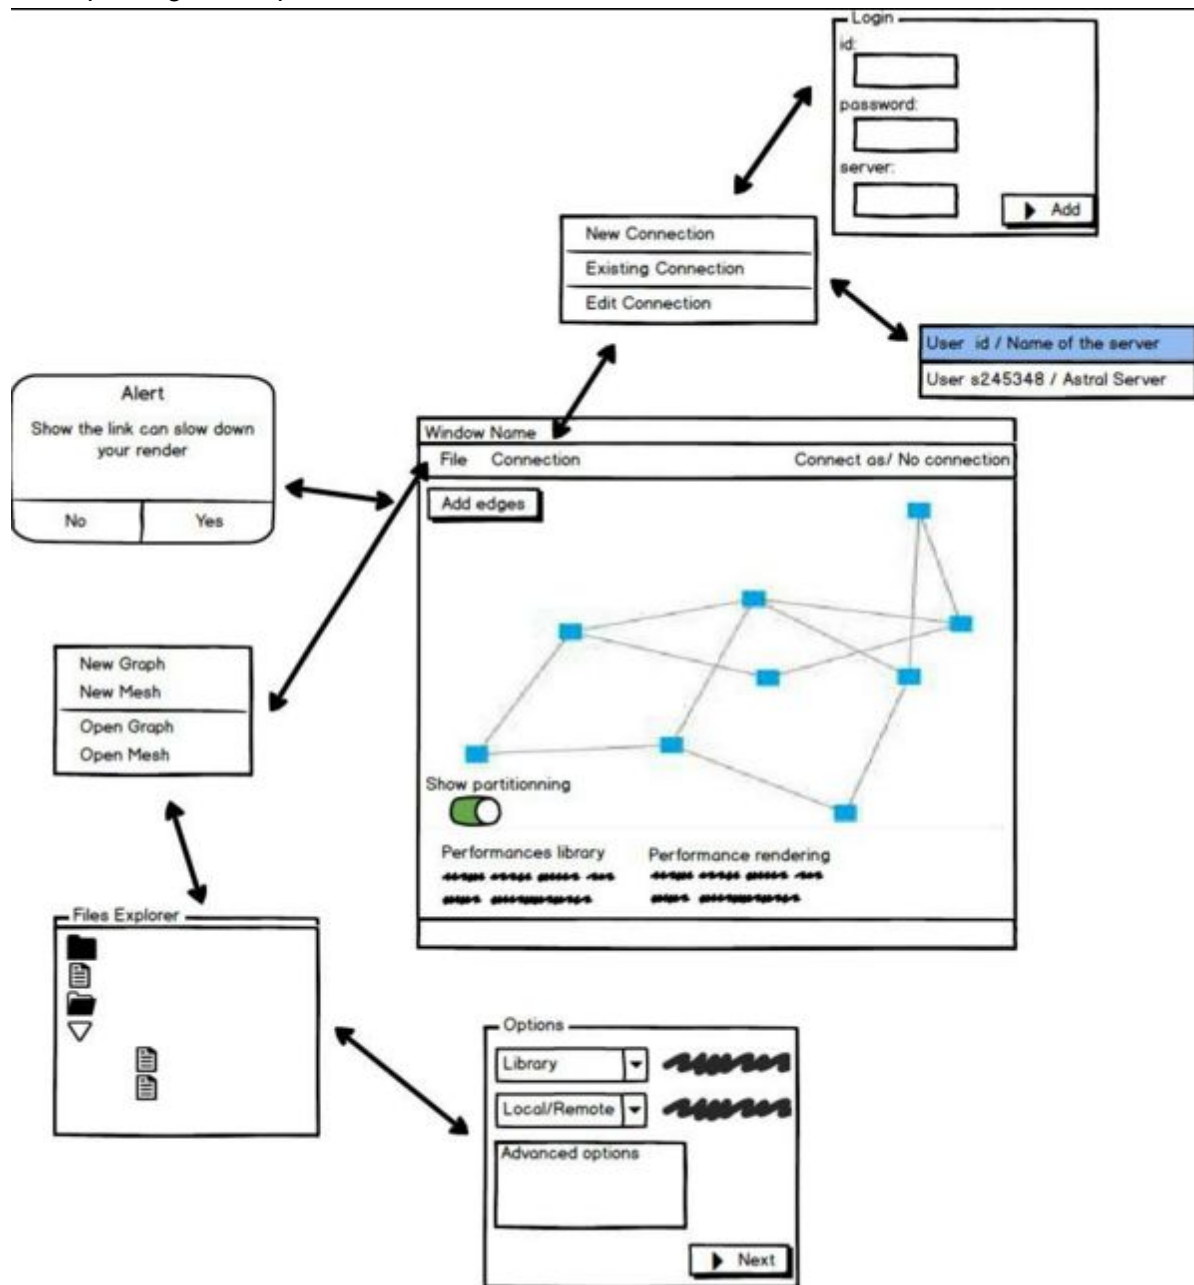 Login
id:
password:
server:
Add
New Connection
Existing Connection
Edit Connection
User id / Name of the server
User s245348 / Astral Server
Alert
Show the link can slow down
your render
No Yes
Window Name
File Connection Connect as/ No connection
Add edges
New Graph
New Mesh
Open Graph
Open Mesh
Show partitionning
Performances library Performance rendering
Files Explorer
Options
Library
Local/Remote
Advanced options
Next